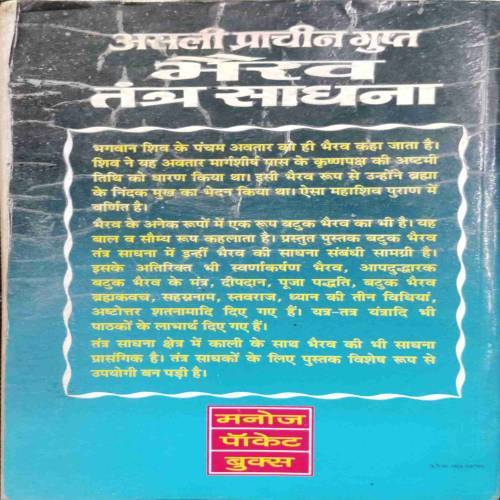 असली प्राचीन गुप्त
भैरव
तंत्र साधना
भगवान शिव के पंचम अवतार को ही भैरव कहा जाता है।
शिव ने यह अवतार मार्गशीर्ष मास के कृष्णपक्ष की अष्टमी
तिथि को धारण किया था। इसी भैरव रूप से उन्होंने ब्रह्मा
के निंदक मुख का भेदन किया था। ऐसा महाशिव पुराण में
वर्णित है।
भैरव के अनेक रूपों में एक रूप बटुक भैरव का भी है। यह
बाल व सौम्य रूप कहलाता है। प्रस्तुत पुस्तक बटुक भैरव
तंत्र साधना में इन्हीं भैरव की साधना संबंधी सामग्री है।
इसके अतिरिक्त भी स्वर्णाकर्षण भैरव, आपदुद्धारक
बटुक भैरव के मंत्र, दीपदान, पूजा पद्धति, बटुक भैरव
ब्रह्मकवच, सहस्रनाम, स्तवराज, ध्यान की तीन विधियां,
अष्टोत्तर शतनामादि दिए गए हैं। यत्र-तत्र यंत्रादि भी
पाठकों के लाभार्थ दिए गए हैं।
तंत्र साधना क्षेत्र में काली के साथ भैरव की भी साधना
प्रासंगिक है। तंत्र साधकों के लिए पुस्तक विशेष रूप से
उपयोगी बन पड़ी है।
मनोज
पॉकेट
बुक्स